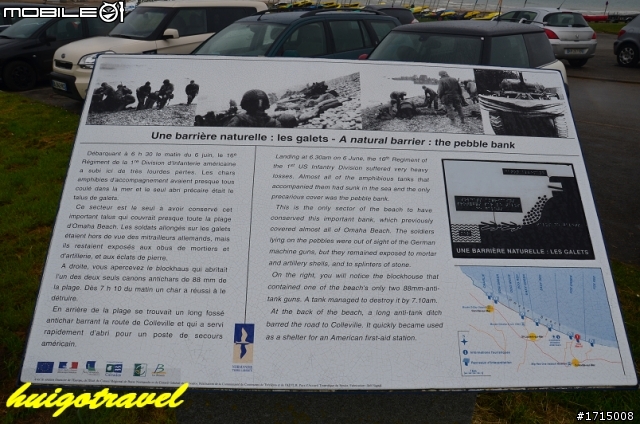 MOBILE01
Une barrière naturelle : les galets - A natural barrier : the pebble bank
Débarquant à 6 h 30 le matin du 6 juin, le 16e
Régiment de la 1ère Division d'infanterie américaine
a subi ici de très lourdes pertes. Les chars
amphibies d'accompagnement avaient presque tous
coulé dans la mer et le seul abri précaire était le
talus de galets.
Ce secteur est le seul à avoir conservé cet
important talus qui couvrait presque toute la plage
d'Omaha Beach. Les soldats allongés sur les galets
étaient hors de vue des mitrailleurs allemands, mais
ils restaient exposés aux obus de mortiers et
d'artillerie, et aux éclats de pierre.
A droite, vous apercevez le blockhaus qui abritait
l'un des deux seuls canons antichars de 88 mm de
la plage. Dès 7 h 10 du matin un char a réussi à le
détruire.
En arrière de la plage se trouvait un long fossé
antichar barrant la route de Colleville et qui a servi
rapidement d'abri pour un poste de secours
américain.
Landing at 6.30am on 6 June, the 16th Regiment of
the 1st US Infantry Division suffered very heavy
losses. Almost all of the amphibious tanks that
accompanied them had sunk in the sea and the only
precarious cover was the pebble bank.
This is the only sector of the beach to have
conserved this important bank, which previously
covered almost all of Omaha Beach. The soldiers
lying on the pebbles were out of sight of the German
machine guns, but they remained exposed to mortar
and artillery shells, and to splinters of stone.
On the right, you will notice the blockhouse that
contained one of the beach's only two 88mm-anti-
tank guns. A tank managed to destroy it by 7.10am.
At the back of the beach, a long anti-tank ditch
barred the road to Colleville. It quickly became used
as a shelter for an American first-aid station.
UNE BARRIÈRE NATURELLE : LES GALETS
huigotravel
#1715008